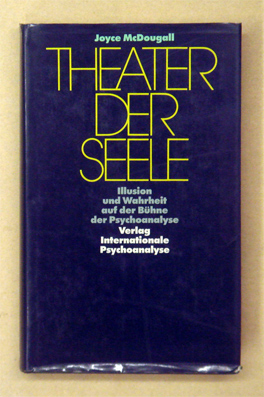 Joyce McDougall
THEATER
DER
SEELE
Illusion
und Wahrheit
auf der Bühne
der Psychoanalyse
Verlag
Internationale
Psychoanalyse